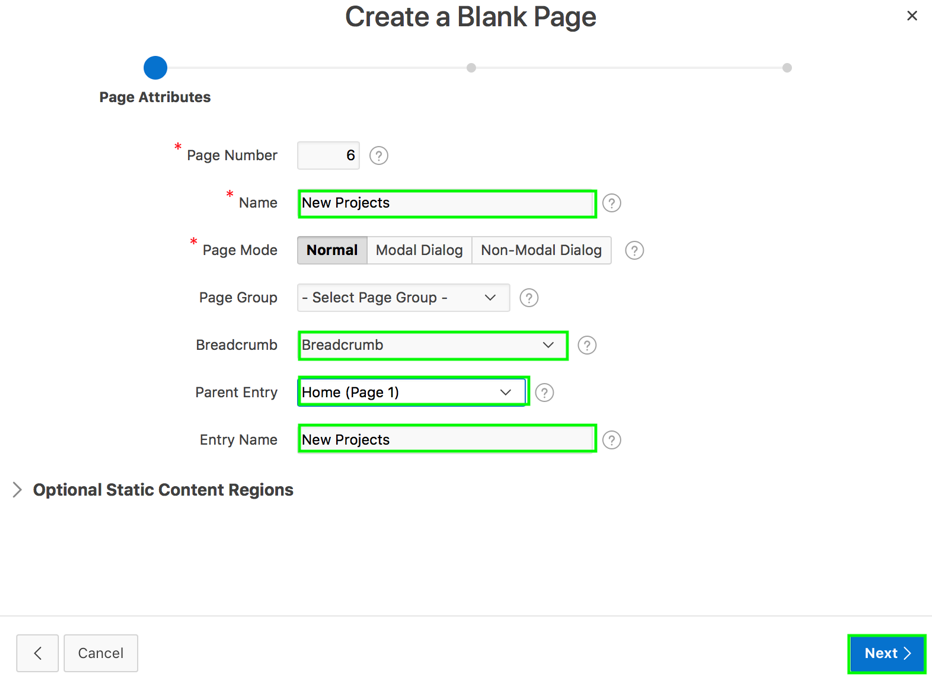 Create a Blank Page
Page Attributes
* Page Number 6 ?
* Name New Projects ?
* Page Mode Normal Modal Dialog Non-Modal Dialog ?
Page Group - Select Page Group - ?
Breadcrumb Breadcrumb ?
Parent Entry Home (Page 1) ?
Entry Name New Projects ?
Optional Static Content Regions
Cancel Next